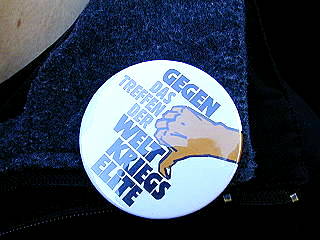 GEGEN
DAS
TREFFEN
DER
WELT
KRIEGS
ELITE